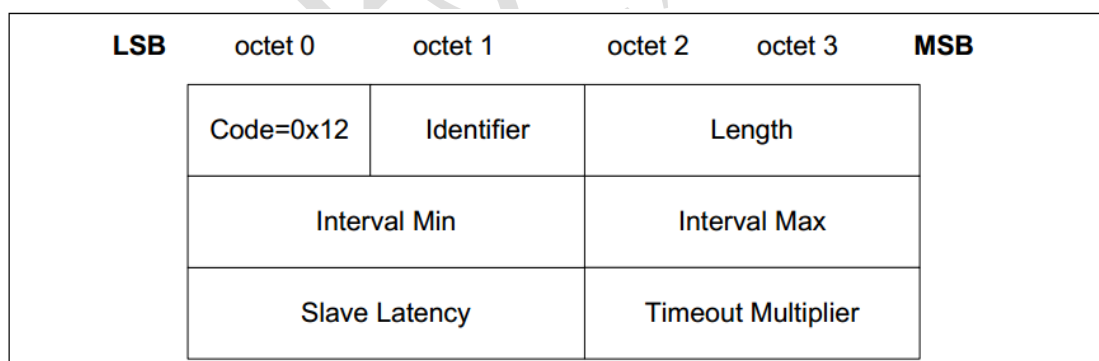 LSB octet 0 octet 1 octet 2 octet 3 MSB
Code=0x12 Identifier Length
Interval Min Interval Max
Slave Latency Timeout Multiplier